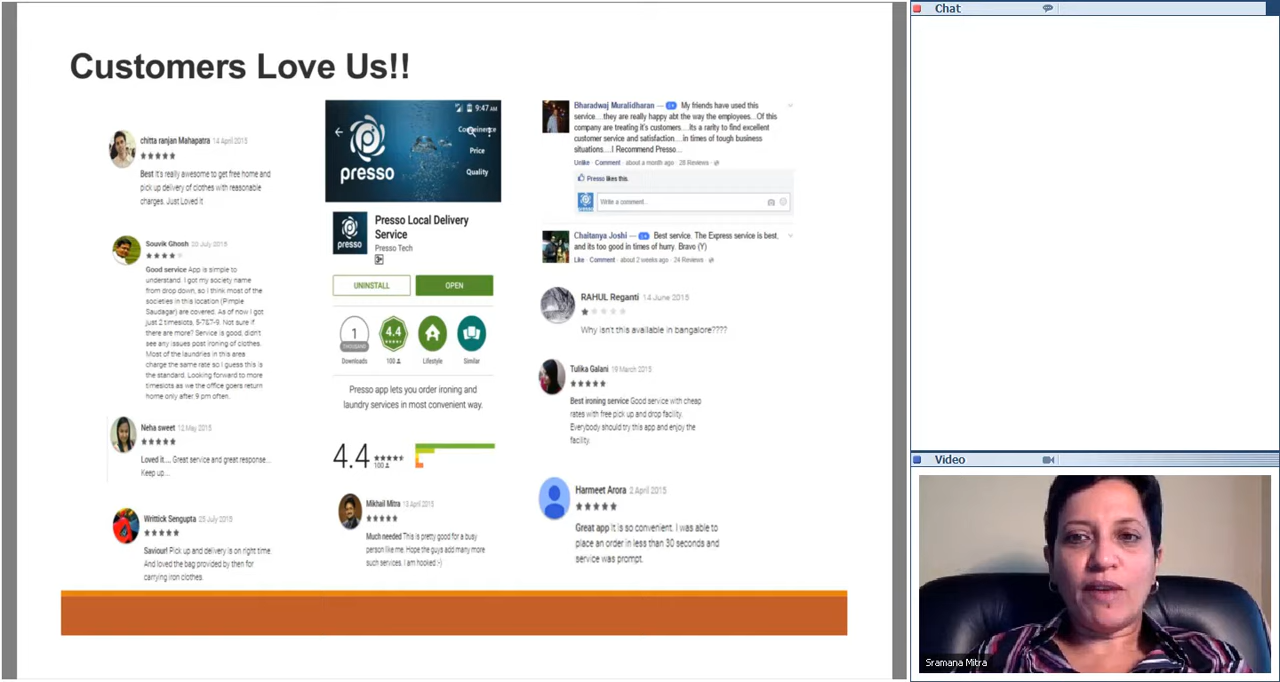 Customers Love Us!!
chitta ranjan Mahapatra 14 April 2015
Best It's really awesome to get free home and
pick up delivery of clothes with reasonable
charges. Just Loved it
Souvik Ghosh 20 July 2015
Good service App is simple to
understand. I got my society name
from drop down, so I think most of the
societies in this location (Pimple
Saudagar) are covered. As of now I got
just 2 timeslots, 5-7&7-9. Not sure if
there are more? Service is good, didn't
see any issues post ironing of clothes.
Most of the laundries in this area
charge the same rate so I guess this is
the standard. Looking forward to more
timeslots as we the office goers return
home only after 9 pm often.
Neha sweet 12 May 2015
Loved it.... Great service and great response...
Keep up...
Writtick Sengupta 23 July 2015
Saviour! Pick up and delivery is on right time.
And loved the bag provided by then for
carrying iron clothes.
9:47 AM
Convenience
Price
Quality
presso
presso
Presso Local Delivery
Service
Presso Tech
UNINSTALL
OPEN
1
THOUSAND
4.4
Downloads
100
Lifestyle
Similar
Presso app lets you order ironing and
laundry services in most convenient way.
4.4
100
Mikhail Mitra 13 April 2015
Much needed This is pretty good for a busy
person like me. Hope the guys add many more
such services. I am hooked :-)
Bharadwaj Muralidharan — My friends have used this
service....they are really happy abt the way the employees...Of this
company are treating it's customers....its a rarity to find excellent
customer service and satisfaction....in times of tough business
situations....I Recommend Presso...
Unlike Comment about a month ago 28 Reviews
Presso likes this.
Write a comment...
Chaitanya Joshi — Best service. The Express service is best,
and its too good in times of hurry. Bravo (Y)
Like Comment about 2 weeks ago 24 Reviews
RAHUL Reganti 14 June 2015
Why isn't this available in bangalore????
Tulika Galani 19 March 2015
Best ironing service Good service with cheap
rates with free pick up and drop facility.
Everybody should try this app and enjoy the
facility.
Harmeet Arora 2 April 2015
Great app It is so convenient. I was able to
place an order in less than 30 seconds and
service was prompt.
Chat
Video
Sramana Mitra